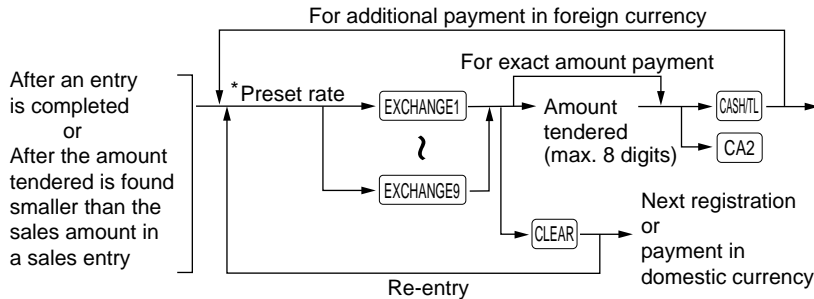 For additional payment in foreign currency
For exact amount payment
After an entry
is completed
or
After the amount
tendered is found
smaller than the
sales amount in
a sales entry
*Preset rate
EXCHANGE1
~
EXCHANGE9
Amount
tendered
(max. 8 digits)
CASH/TL
CA2
CLEAR
Next registration
or
payment in
domestic currency
Re-entry